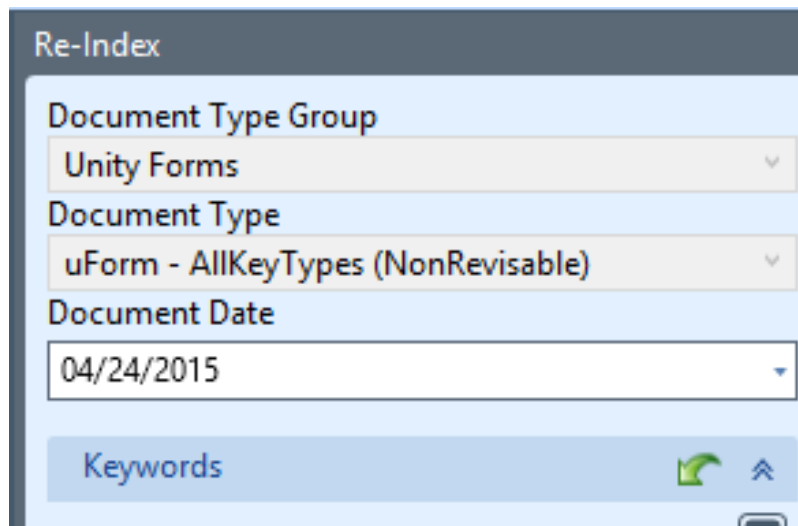 Re-Index
Document Type Group
Unity Forms
Document Type
uForm - AllKeyTypes (NonRevisable)
Document Date
04/24/2015
Keywords